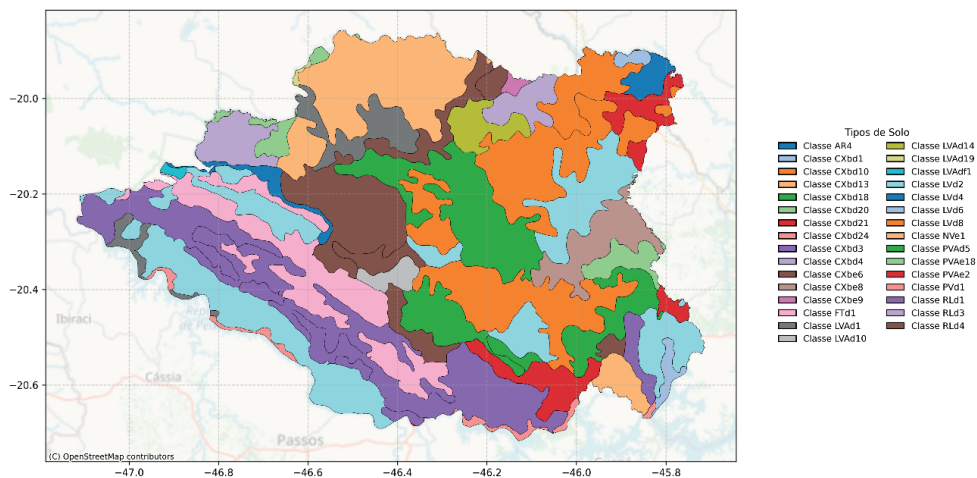 −20.0
−20.2
−20.4
−20.6
Ibiraci
Cássia
Passos
(C) OpenStreetMap contributors
−47.0 −46.8 −46.6 −46.4 −46.2 −46.0 −45.8
Tipos de Solo
Classe AR4
Classe CXbd1
Classe CXbd10
Classe CXbd13
Classe CXbd18
Classe CXbd20
Classe CXbd21
Classe CXbd24
Classe CXbd3
Classe CXbd4
Classe CXbe6
Classe CXbe8
Classe CXbe9
Classe FTd1
Classe LVAd1
Classe LVAd10
Classe LVAd14
Classe LVAd19
Classe LVAdf1
Classe LVd2
Classe LVd4
Classe LVd6
Classe LVd8
Classe NVe1
Classe PVAd5
Classe PVAe18
Classe PVAe2
Classe PVd1
Classe RLd1
Classe RLd3
Classe RLd4